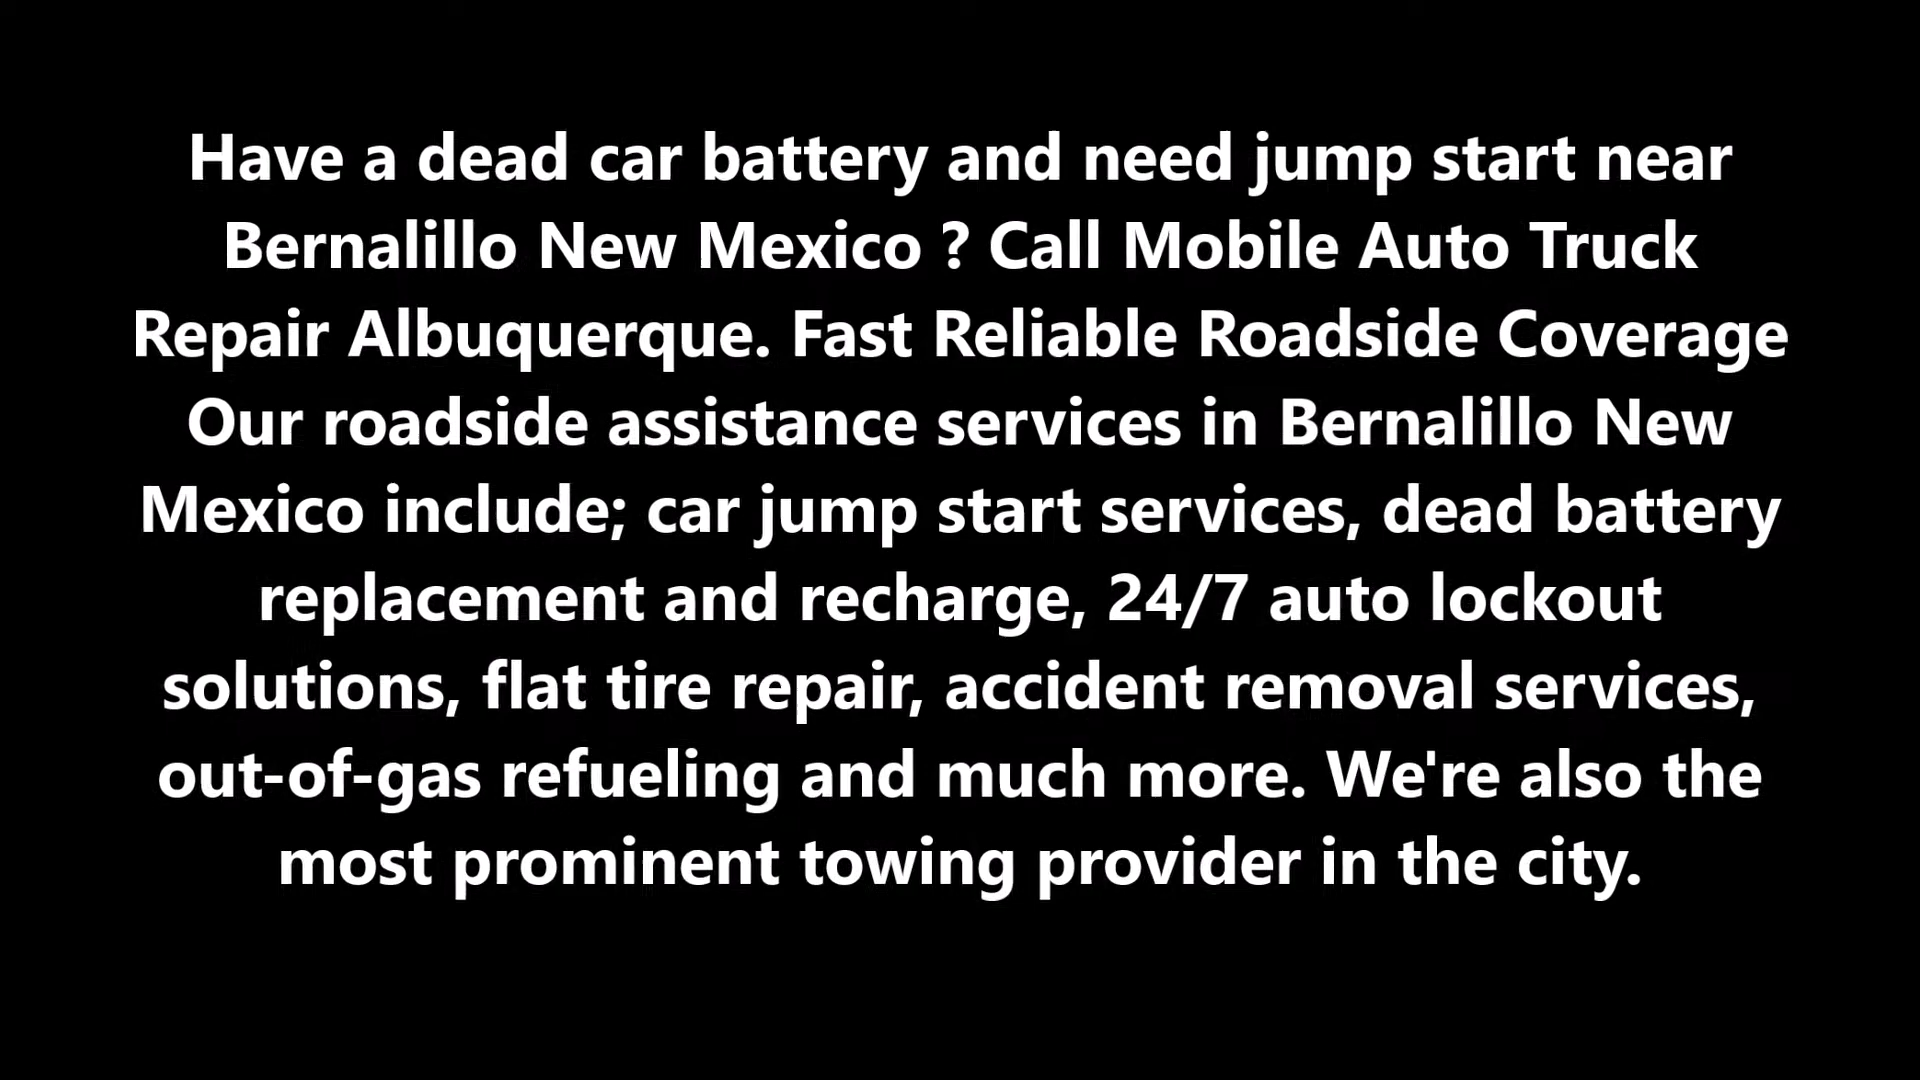 Have a dead car battery and need jump start near
Bernalillo New Mexico ? Call Mobile Auto Truck
Repair Albuquerque. Fast Reliable Roadside Coverage
Our roadside assistance services in Bernalillo New
Mexico include; car jump start services, dead battery
replacement and recharge, 24/7 auto lockout
solutions, flat tire repair, accident removal services,
out-of-gas refueling and much more. We're also the
most prominent towing provider in the city.